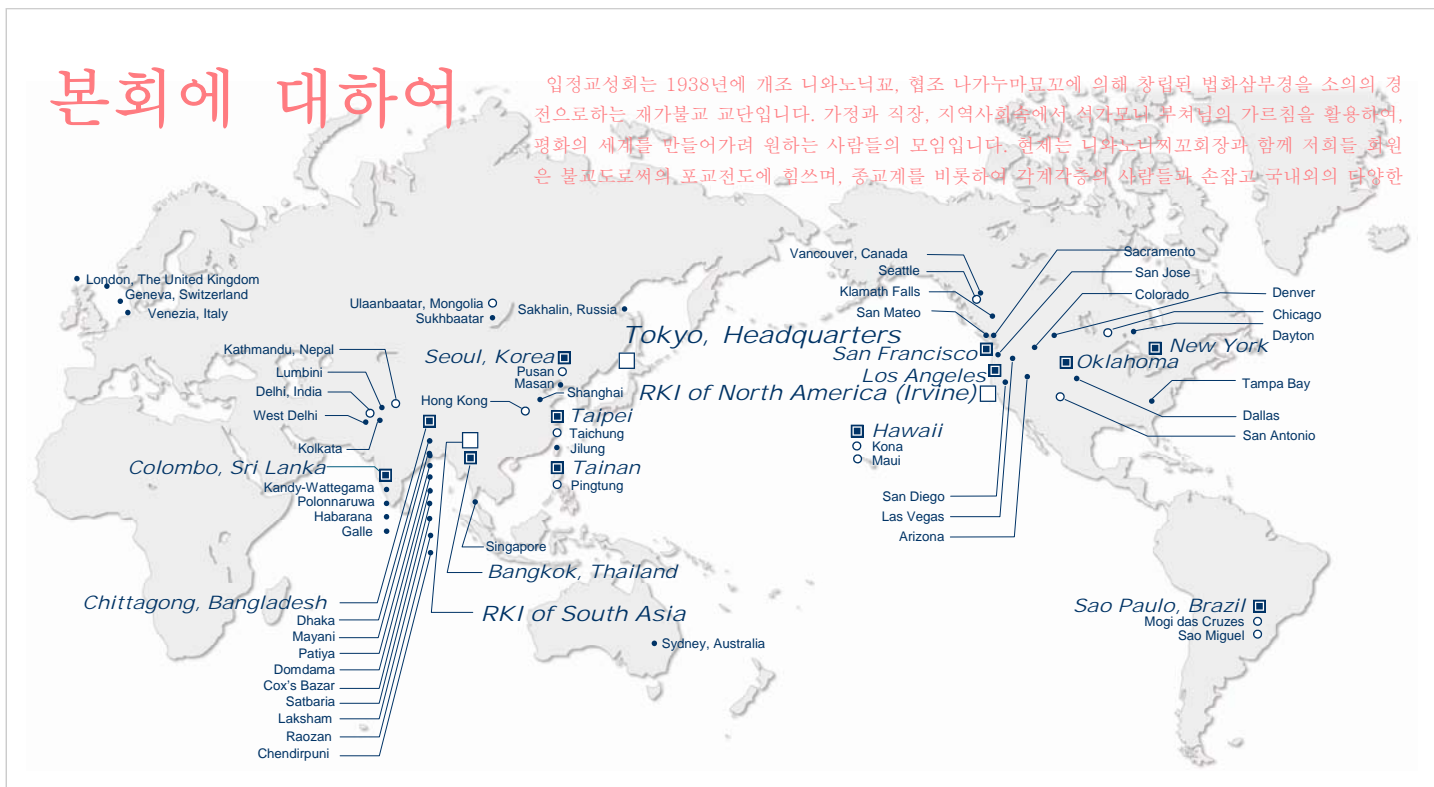 본회에 대하여
입정교성회는 1938년에 개조 니와노닉꾜, 협조 나가누마묘꼬에 의해 창립된 법화삼부경을 소의의 경
전으로하는 재가불교 교단입니다. 가정과 직장, 지역사회속에서 석가모니 부처님의 가르침을 활용하여,
평화의 세계를 만들어가려 원하는 사람들의 모임입니다. 현재는 니와노니찌꼬회장과 함께 저희들 회원
은 불교도로써의 포교전도에 힘쓰며, 종교계를 비롯하여 각계각층의 사람들과 손잡고 국내외의 다양한
London, The United Kingdom
Geneva, Switzerland
Venezia, Italy
Ulaanbaatar, Mongolia
Sukhbaatar
Sakhalin, Russia
Tokyo, Headquarters
Seoul, Korea
Pusan
Masan
Shanghai
Hong Kong
Kathmandu, Nepal
Lumbini
Delhi, India
West Delhi
Kolkata
Colombo, Sri Lanka
Kandy-Wattegama
Polonnaruwa
Habarana
Galle
Taipei
Taichung
Jilung
Tainan
Pingtung
Singapore
Bangkok, Thailand
RKI of South Asia
Chittagong, Bangladesh
Dhaka
Mayani
Patiya
Domdama
Cox's Bazar
Satbaria
Laksham
Raozan
Chendirpuni
Sydney, Australia
Vancouver, Canada
Seattle
Klamath Falls
San Mateo
San Francisco
Los Angeles
RKI of North America (Irvine)
Sacramento
San Jose
Colorado
Denver
Chicago
Dayton
New York
Oklahoma
Tampa Bay
Dallas
San Antonio
Hawaii
Kona
Maui
San Diego
Las Vegas
Arizona
Sao Paulo, Brazil
Mogi das Cruzes
Sao Miguel